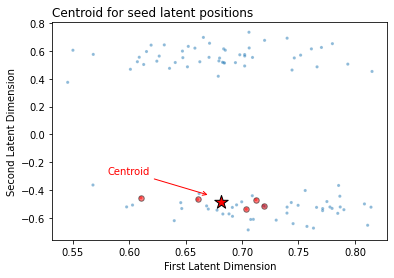 Centroid for seed latent positions
Second Latent Dimension
0.8
0.6
0.4
0.2
0.0
−0.2
−0.4
−0.6
Centroid
0.55 0.60 0.65 0.70 0.75 0.80
First Latent Dimension